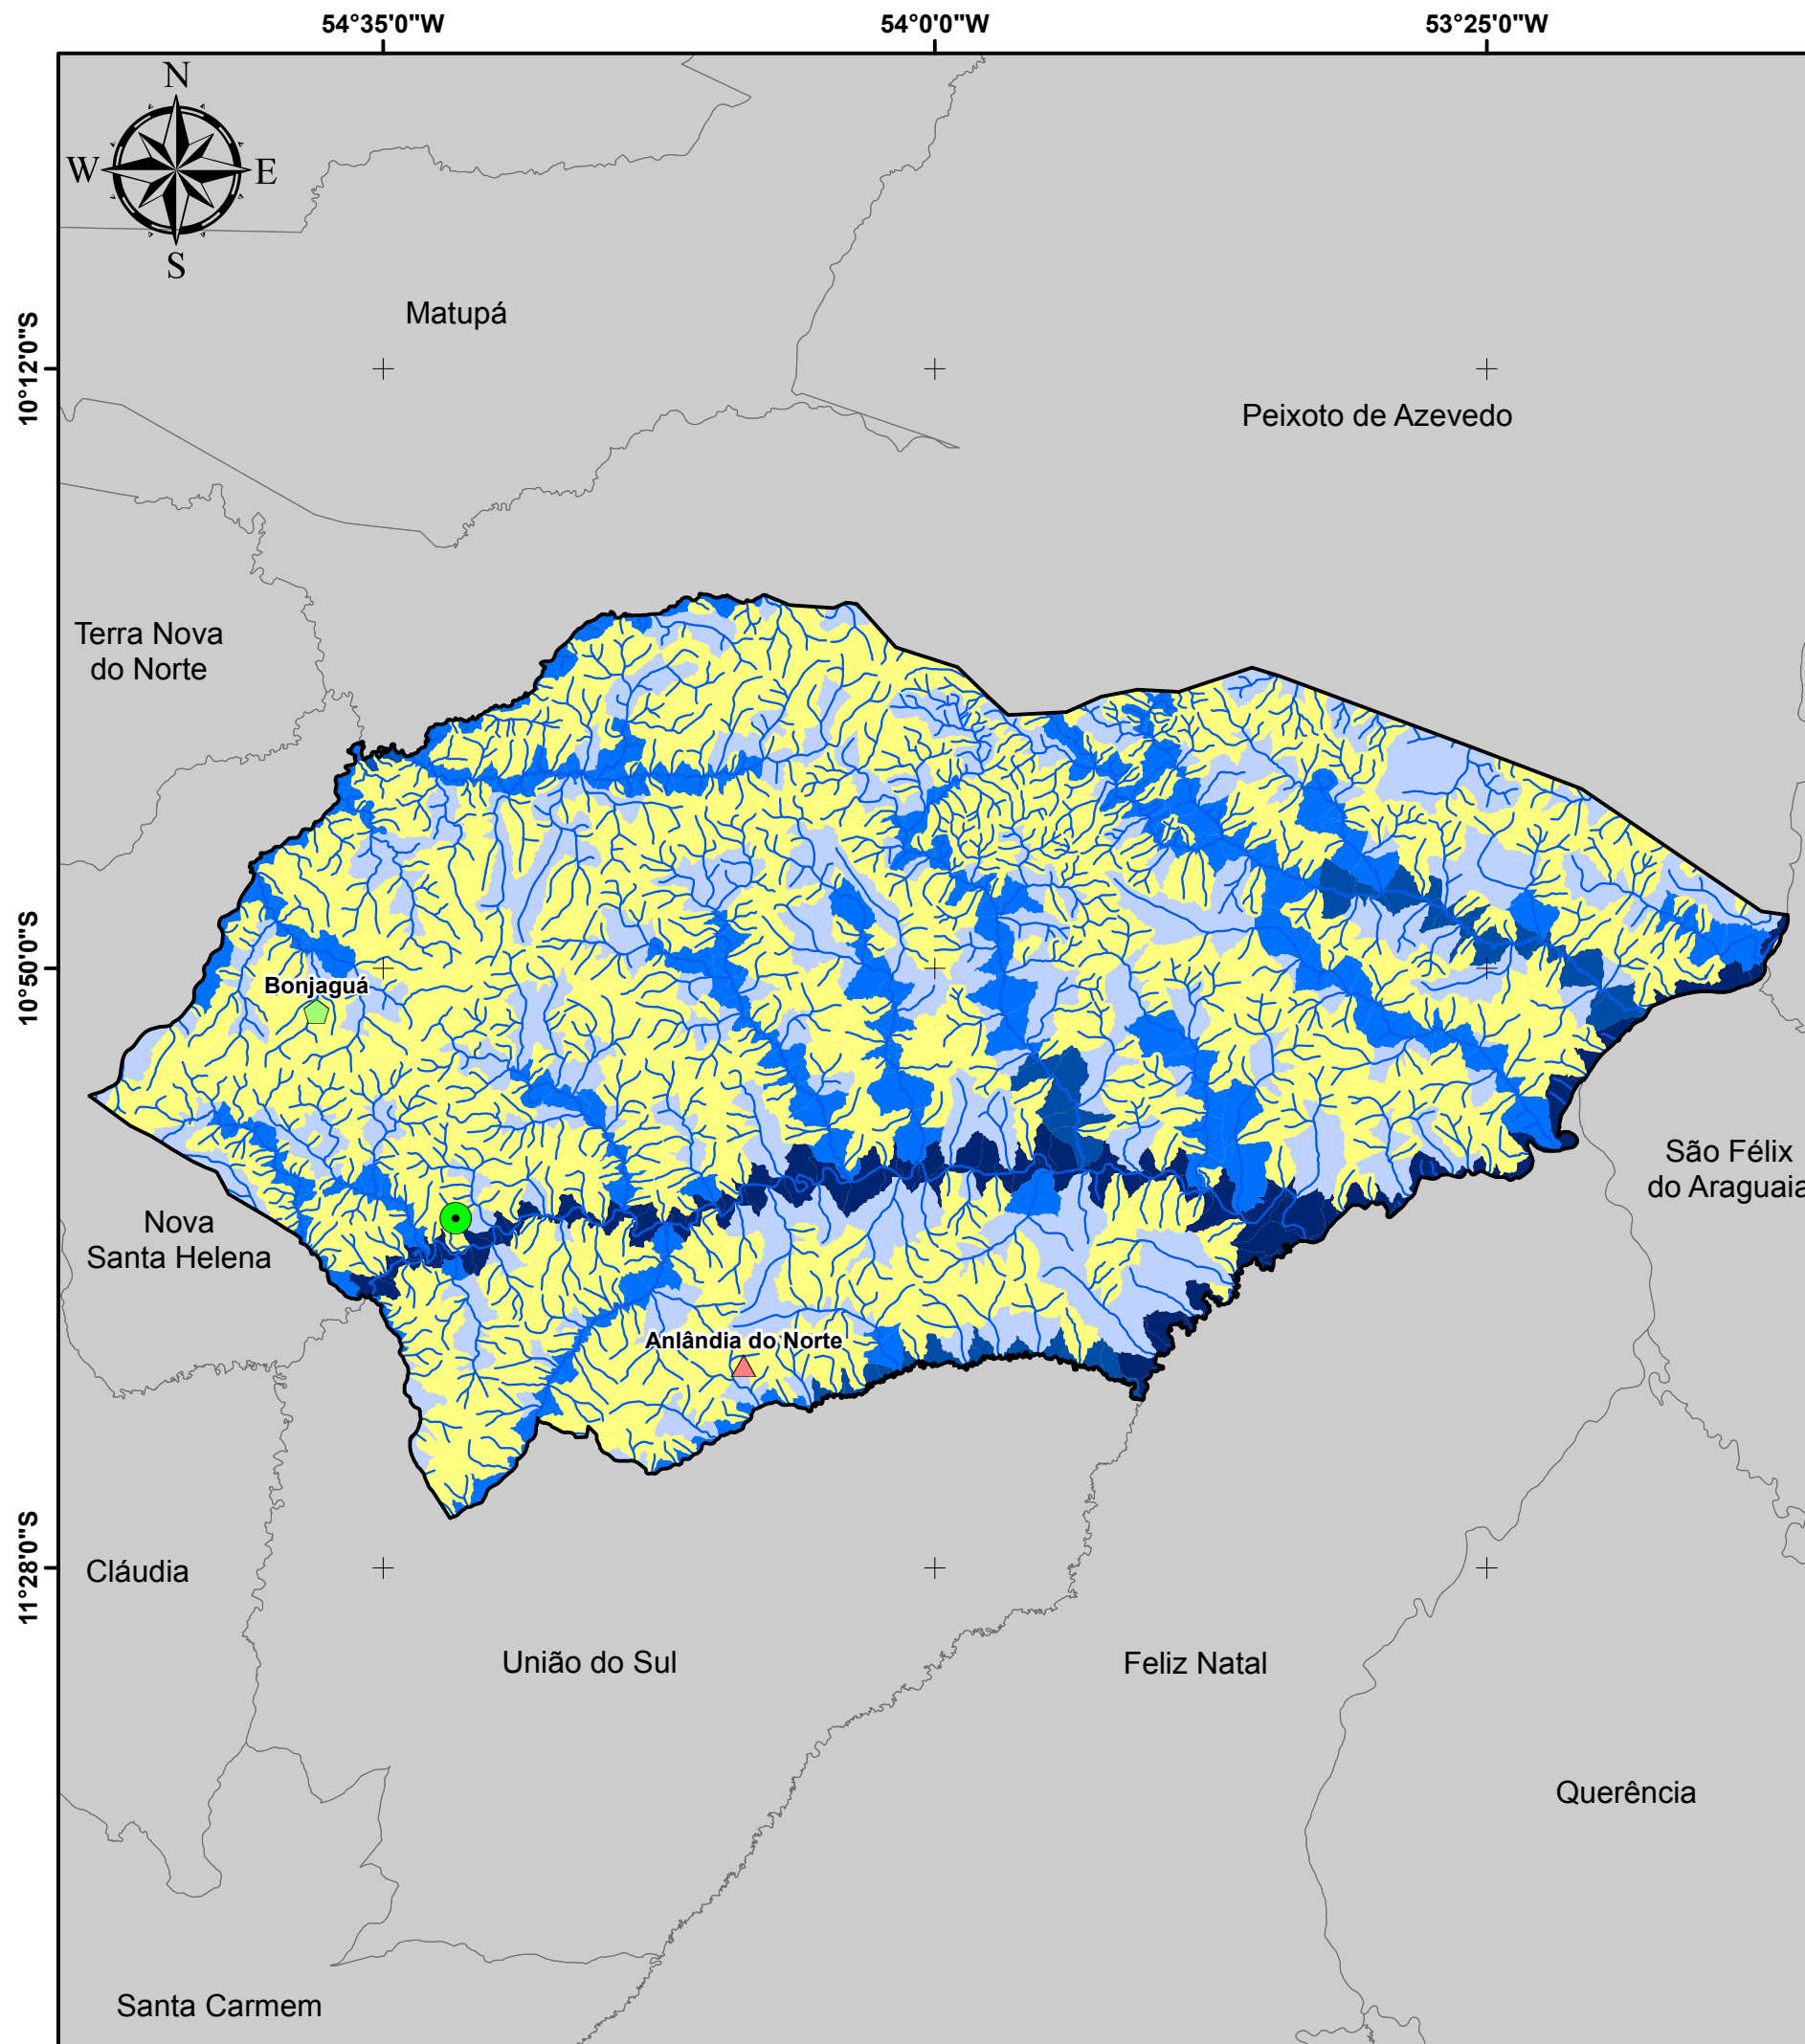 54°35'0"W
54°0'0"W
53°25'0"W
N
W
E
S
Matupá
10°12'0"S
Peixoto de Azevedo
Terra Nova
do Norte
10°50'0"S
Bonjaguá
São Félix
do Araguaia
Nova
Santa Helena
Anlândia do Norte
11°28'0"S
Cláudia
União do Sul
Feliz Natal
Querência
Santa Carmem